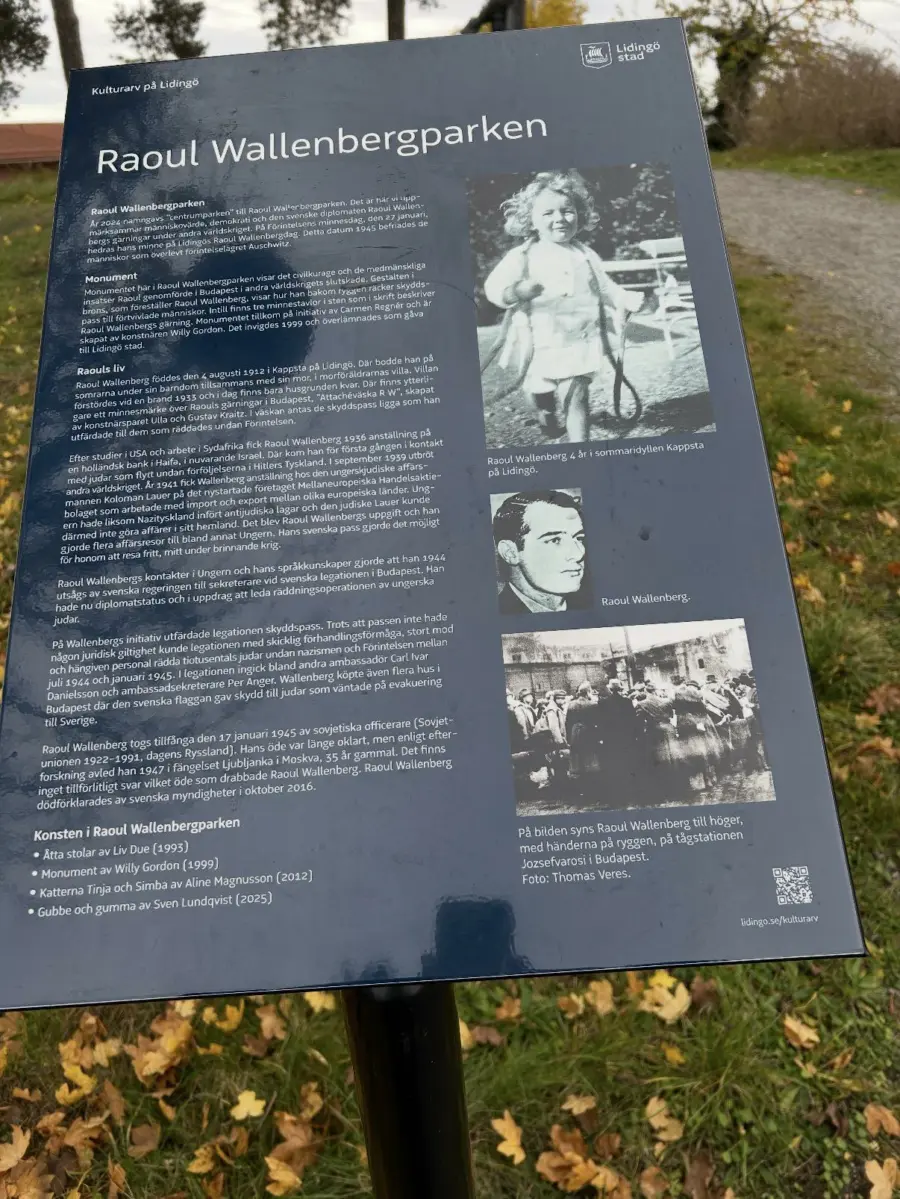 Kulturarv på Lidingö
Lidingö
stad
Raoul Wallenbergparken
Raoul Wallenbergparken
År 2024 namngavs "centrumparken" till Raoul Wallenbergparken. Det är här vi upp-
märksammar människovärde, demokrati och den svenske diplomaten Raoul Wallen-
bergs gärningar under andra världskriget. På Förintelsens minnesdag, den 27 januari,
hedras hans minne på Lidingös Raoul Wallenbergdag. Detta datum 1945 befriades de
människor som överlevt förintelselägret Auschwitz.
Monument
Monumentet här i Raoul Wallenbergparken visar det civilkurage och de medmänskliga
insatser Raoul genomförde i Budapest i andra världskrigets slutskede. Gestalten i
brons, som föreställer Raoul Wallenberg, visar hur han bakom ryggen räcker skydds-
pass till förtvivlade människor. Intill finns tre minnestavlor i sten som i skrift beskriver
Raoul Wallenbergs gärning. Monumentet tillkom på initiativ av Carmen Regnér och är
skapat av konstnären Willy Gordon. Det invigdes 1999 och överlämnades som gåva
till Lidingö stad.
Raouls liv
Raoul Wallenberg föddes den 4 augusti 1912 i Kappsta på Lidingö. Där bodde han på
somrarna under sin barndom tillsammans med sin mor, i morföräldrarnas villa. Villan
förstördes vid en brand 1933 och i dag finns bara husgrunden kvar. Där finns ytterli-
gare ett minnesmärke över Raouls gärningar i Budapest, "Attachéväska R W", skapat
av konstnärsparet Ulla och Gustav Kraitz. I väskan antas de skyddspass ligga som han
utfärdade till dem som räddades undan Förintelsen.
Efter studier i USA och arbete i Sydafrika fick Raoul Wallenberg 1936 anställning på
en holländsk bank i Haifa, i nuvarande Israel. Där kom han för första gången i kontakt
med judar som flytt undan förföljelserna i Hitlers Tyskland. I september 1939 utbröt
andra världskriget. År 1941 fick Wallenberg anställning hos den ungerskjudiske affärs-
mannen Koloman Lauer på det nystartade företaget Mellaneuropeiska Handelsaktie-
bolaget som arbetade med import och export mellan olika europeiska länder. Ung-
ern hade liksom Nazityskland infört antijudiska lagar och den judiske Lauer kunde
därmed inte göra affärer i sitt hemland. Det blev Raoul Wallenbergs uppgift och han
gjorde flera affärsresor till bland annat Ungern. Hans svenska pass gjorde det möjligt
för honom att resa fritt, mitt under brinnande krig.
Raoul Wallenbergs kontakter i Ungern och hans språkkunskaper gjorde att han 1944
utsågs av svenska regeringen till sekreterare vid svenska legationen i Budapest. Han
hade nu diplomatstatus och i uppdrag att leda räddningsoperationen av ungerska
judar.
På Wallenbergs initiativ utfärdade legationen skyddspass. Trots att passen inte hade
någon juridisk giltighet kunde legationen med skicklig förhandlingsförmåga, stort mod
och hängiven personal rädda tiotusentals judar undan nazismen och Förintelsen mellan
juli 1944 och januari 1945. I legationen ingick bland andra ambassadör Carl Ivar
Danielsson och ambassadsekreterare Per Anger. Wallenberg köpte även flera hus i
Budapest där den svenska flaggan gav skydd till judar som väntade på evakuering
till Sverige.
Raoul Wallenberg togs tillfånga den 17 januari 1945 av sovjetiska officerare (Sovjet-
unionen 1922–1991, dagens Ryssland). Hans öde var länge oklart, men enligt efter-
forskning avled han 1947 i fängelset Ljubljanka i Moskva, 35 år gammal. Det finns
inget tillförlitligt svar vilket öde som drabbade Raoul Wallenberg. Raoul Wallenberg
dödförklarades av svenska myndigheter i oktober 2016.
Konsten i Raoul Wallenbergparken
• Åtta stolar av Liv Due (1993)
• Monument av Willy Gordon (1999)
• Katterna Tinja och Simba av Aline Magnusson (2012)
• Gubbe och gumma av Sven Lundqvist (2025)
Raoul Wallenberg 4 år i sommaridyllen Kappsta
på Lidingö.
Raoul Wallenberg.
På bilden syns Raoul Wallenberg till höger,
med händerna på ryggen, på tågstationen
Jozsefvarosi i Budapest.
Foto: Thomas Veres.
lidingo.se/kulturarv